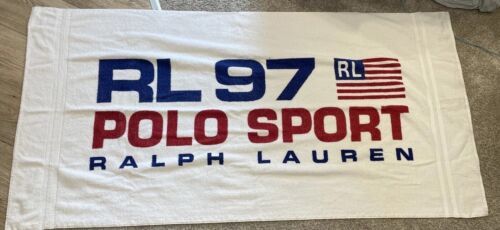 RL 97 RL
POLO SPORT
RALPH LAUREN